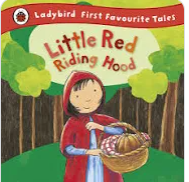 Ladybird First Favourite Tales
Little Red
Riding Hood